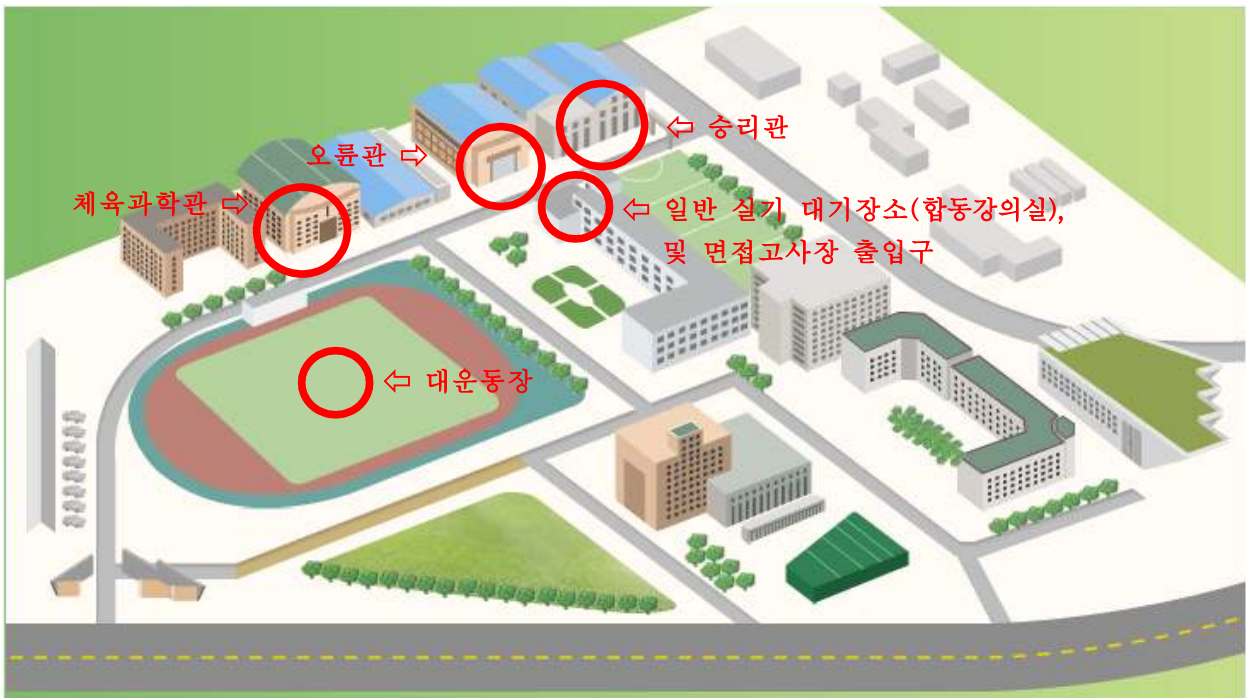 ⇦ 승리관
오륜관 ⇨
체육과학관 ⇨
⇦ 일반 실기 대기장소(합동강의실),
및 면접고사장 출입구
⇦ 대운동장